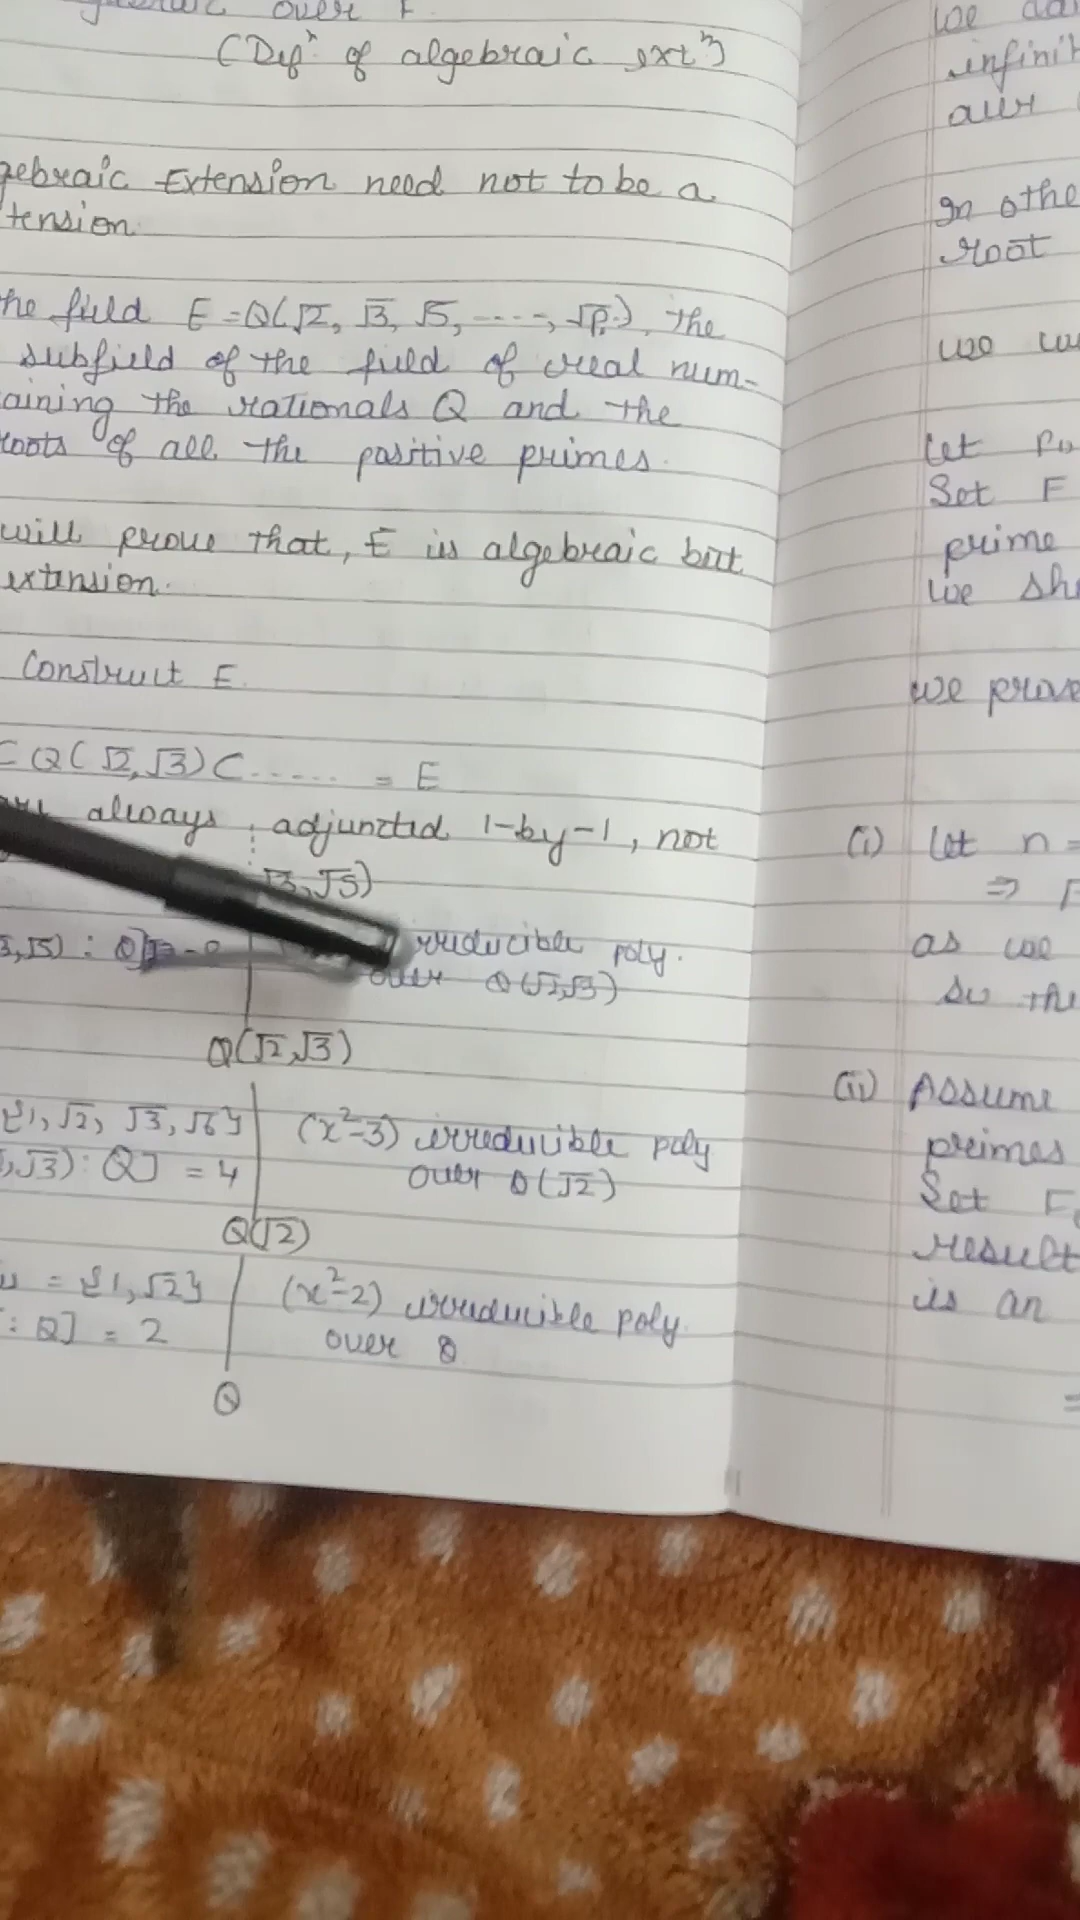 over F.
(Defⁿ of algebraic extⁿ)
gebraic Extension need not to be a
tension.
he field E = Q(√2, √3, √5, ----, √pᵢ..), the
subfield of the field of real num-
aining the rationals Q and the
roots of all the positive primes.
will prove that, E is algebraic but
extension.
Construct E.
⊂ Q(√2,√3) ⊂ ...... = E
always adjuncted 1-by-1, not
√3,√5)
,√5) : Q]
irreducible poly.
over Q(√2,√3)
Q(√2,√3)
{1, √2, √3, √6}
(x²-3) irreducible poly
,√3) : Q] = 4
over Q(√2)
Q(√2)
= {1,√2}
(x²-2) irreducible poly.
: Q] = 2
over Q
Q
we
infinit
aur
In othe
root
we
Let
Set F
prime
we sh
we prove
(i) Let n =
⇒
as we
so the
(ii) Assume
primes
Set F
result
is an
=